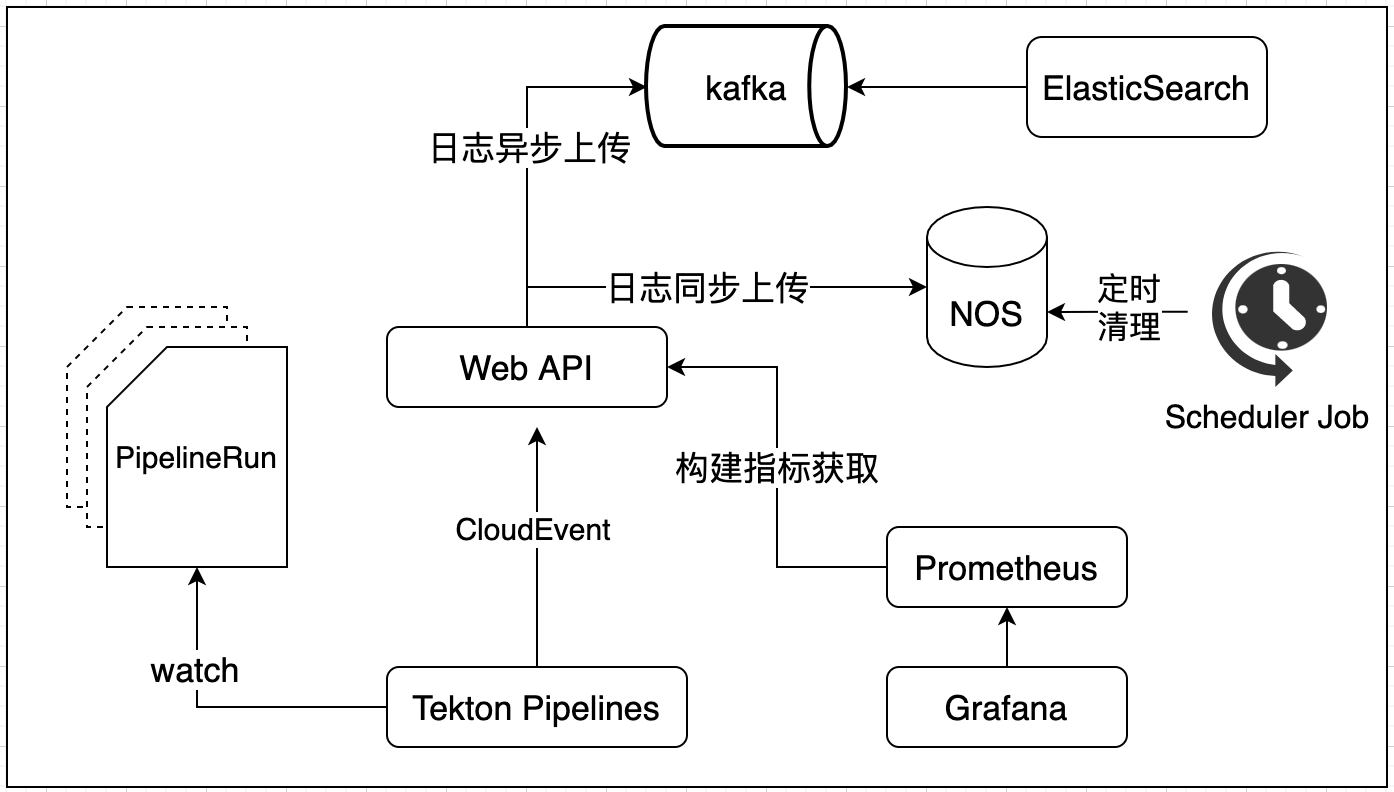 kafka
ElasticSearch
日志异步上传
日志同步上传
NOS
定时
清理
Web API
Scheduler Job
PipelineRun
构建指标获取
CloudEvent
Prometheus
watch
Tekton Pipelines
Grafana